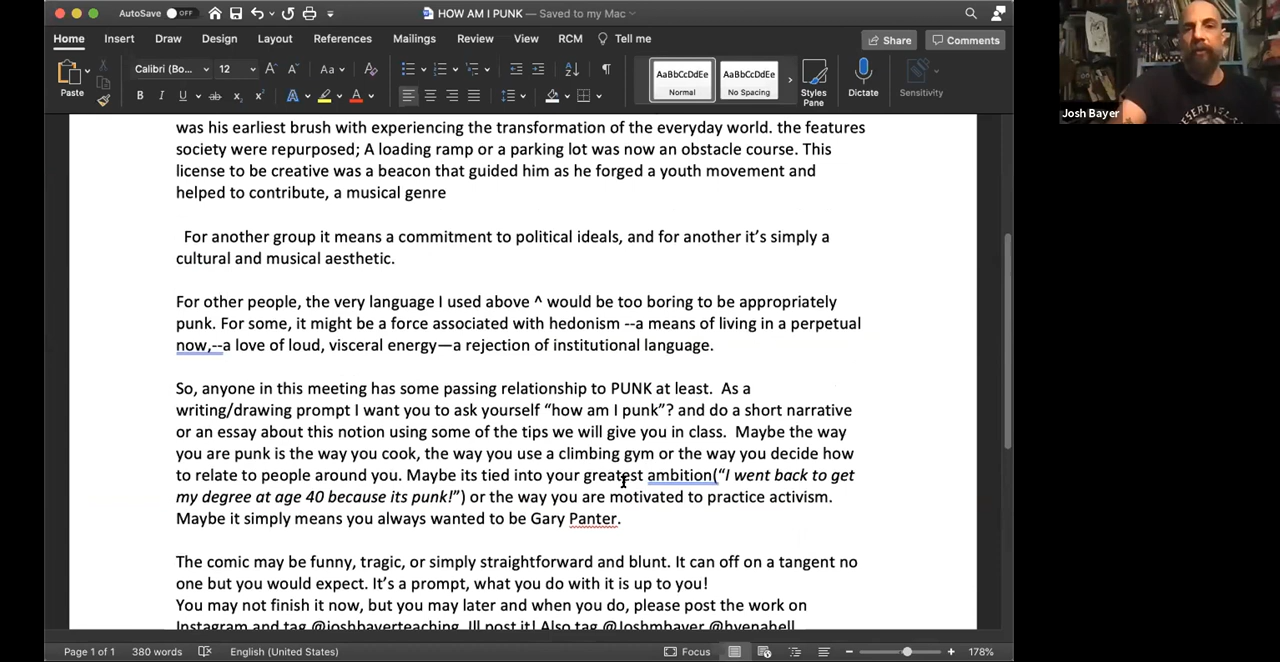 AutoSave OFF HOW AM I PUNK — Saved to my Mac
Home Insert Draw Design Layout References Mailings Review View RCM Tell me Share Comments
Paste Calibri (Bo... 12 Aa AaBbCcDdEe Normal AaBbCcDdEe No Spacing Styles Pane Dictate Sensitivity
Josh Bayer
was his earliest brush with experiencing the transformation of the everyday world. the features
society were repurposed; A loading ramp or a parking lot was now an obstacle course. This
license to be creative was a beacon that guided him as he forged a youth movement and
helped to contribute, a musical genre
For another group it means a commitment to political ideals, and for another it’s simply a
cultural and musical aesthetic.
For other people, the very language I used above ^ would be too boring to be appropriately
punk. For some, it might be a force associated with hedonism --a means of living in a perpetual
now,--a love of loud, visceral energy—a rejection of institutional language.
So, anyone in this meeting has some passing relationship to PUNK at least. As a
writing/drawing prompt I want you to ask yourself “how am I punk”? and do a short narrative
or an essay about this notion using some of the tips we will give you in class. Maybe the way
you are punk is the way you cook, the way you use a climbing gym or the way you decide how
to relate to people around you. Maybe its tied into your greatest ambition(“I went back to get
my degree at age 40 because its punk!”) or the way you are motivated to practice activism.
Maybe it simply means you always wanted to be Gary Panter.
The comic may be funny, tragic, or simply straightforward and blunt. It can off on a tangent no
one but you would expect. It’s a prompt, what you do with it is up to you!
You may not finish it now, but you may later and when you do, please post the work on
Instagram and tag @joshbayerteaching. Ill post it! Also tag @Joshmbayer @hyenahell
Page 1 of 1 380 words English (United States) Focus 178%